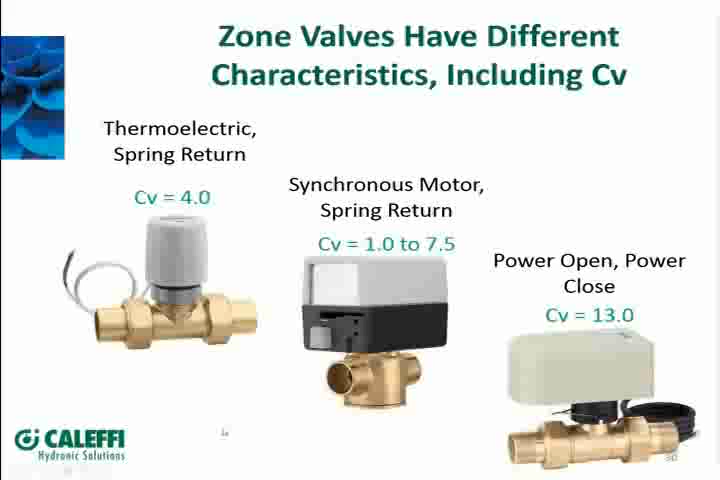 Zone Valves Have Different
Characteristics, Including Cv
Thermoelectric,
Spring Return
Cv = 4.0
Synchronous Motor,
Spring Return
Cv = 1.0 to 7.5
Power Open, Power
Close
Cv = 13.0
CALEFFI
Hydronic Solutions